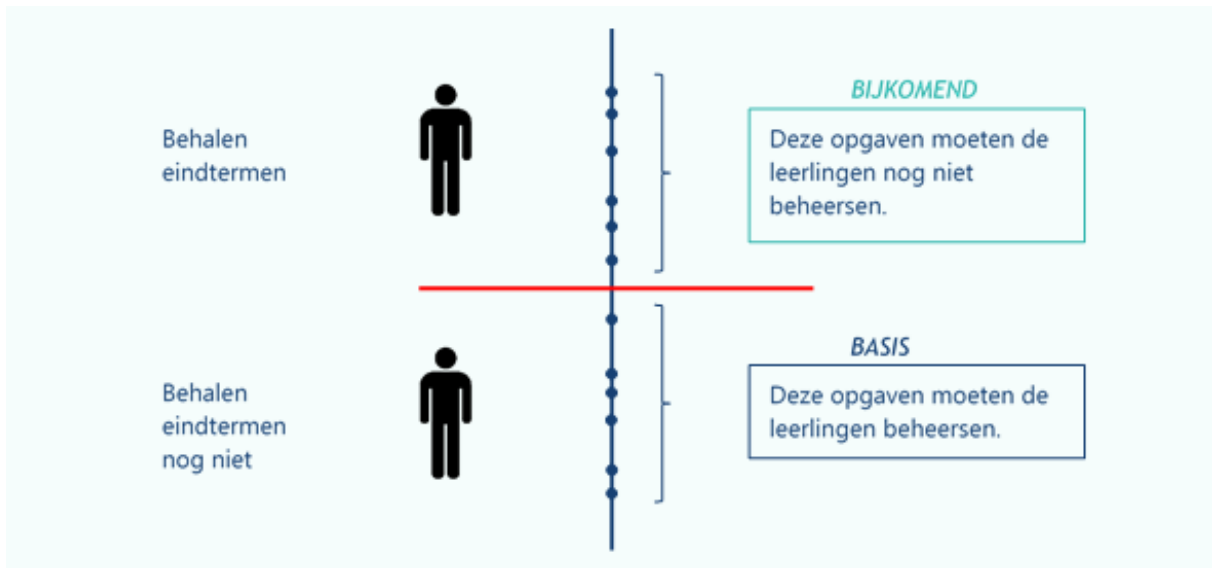 Behalen
eindtermen
BIJKOMEND
Deze opgaven moeten de
leerlingen nog niet
beheersen.
Behalen
eindtermen
nog niet
BASIS
Deze opgaven moeten de
leerlingen beheersen.